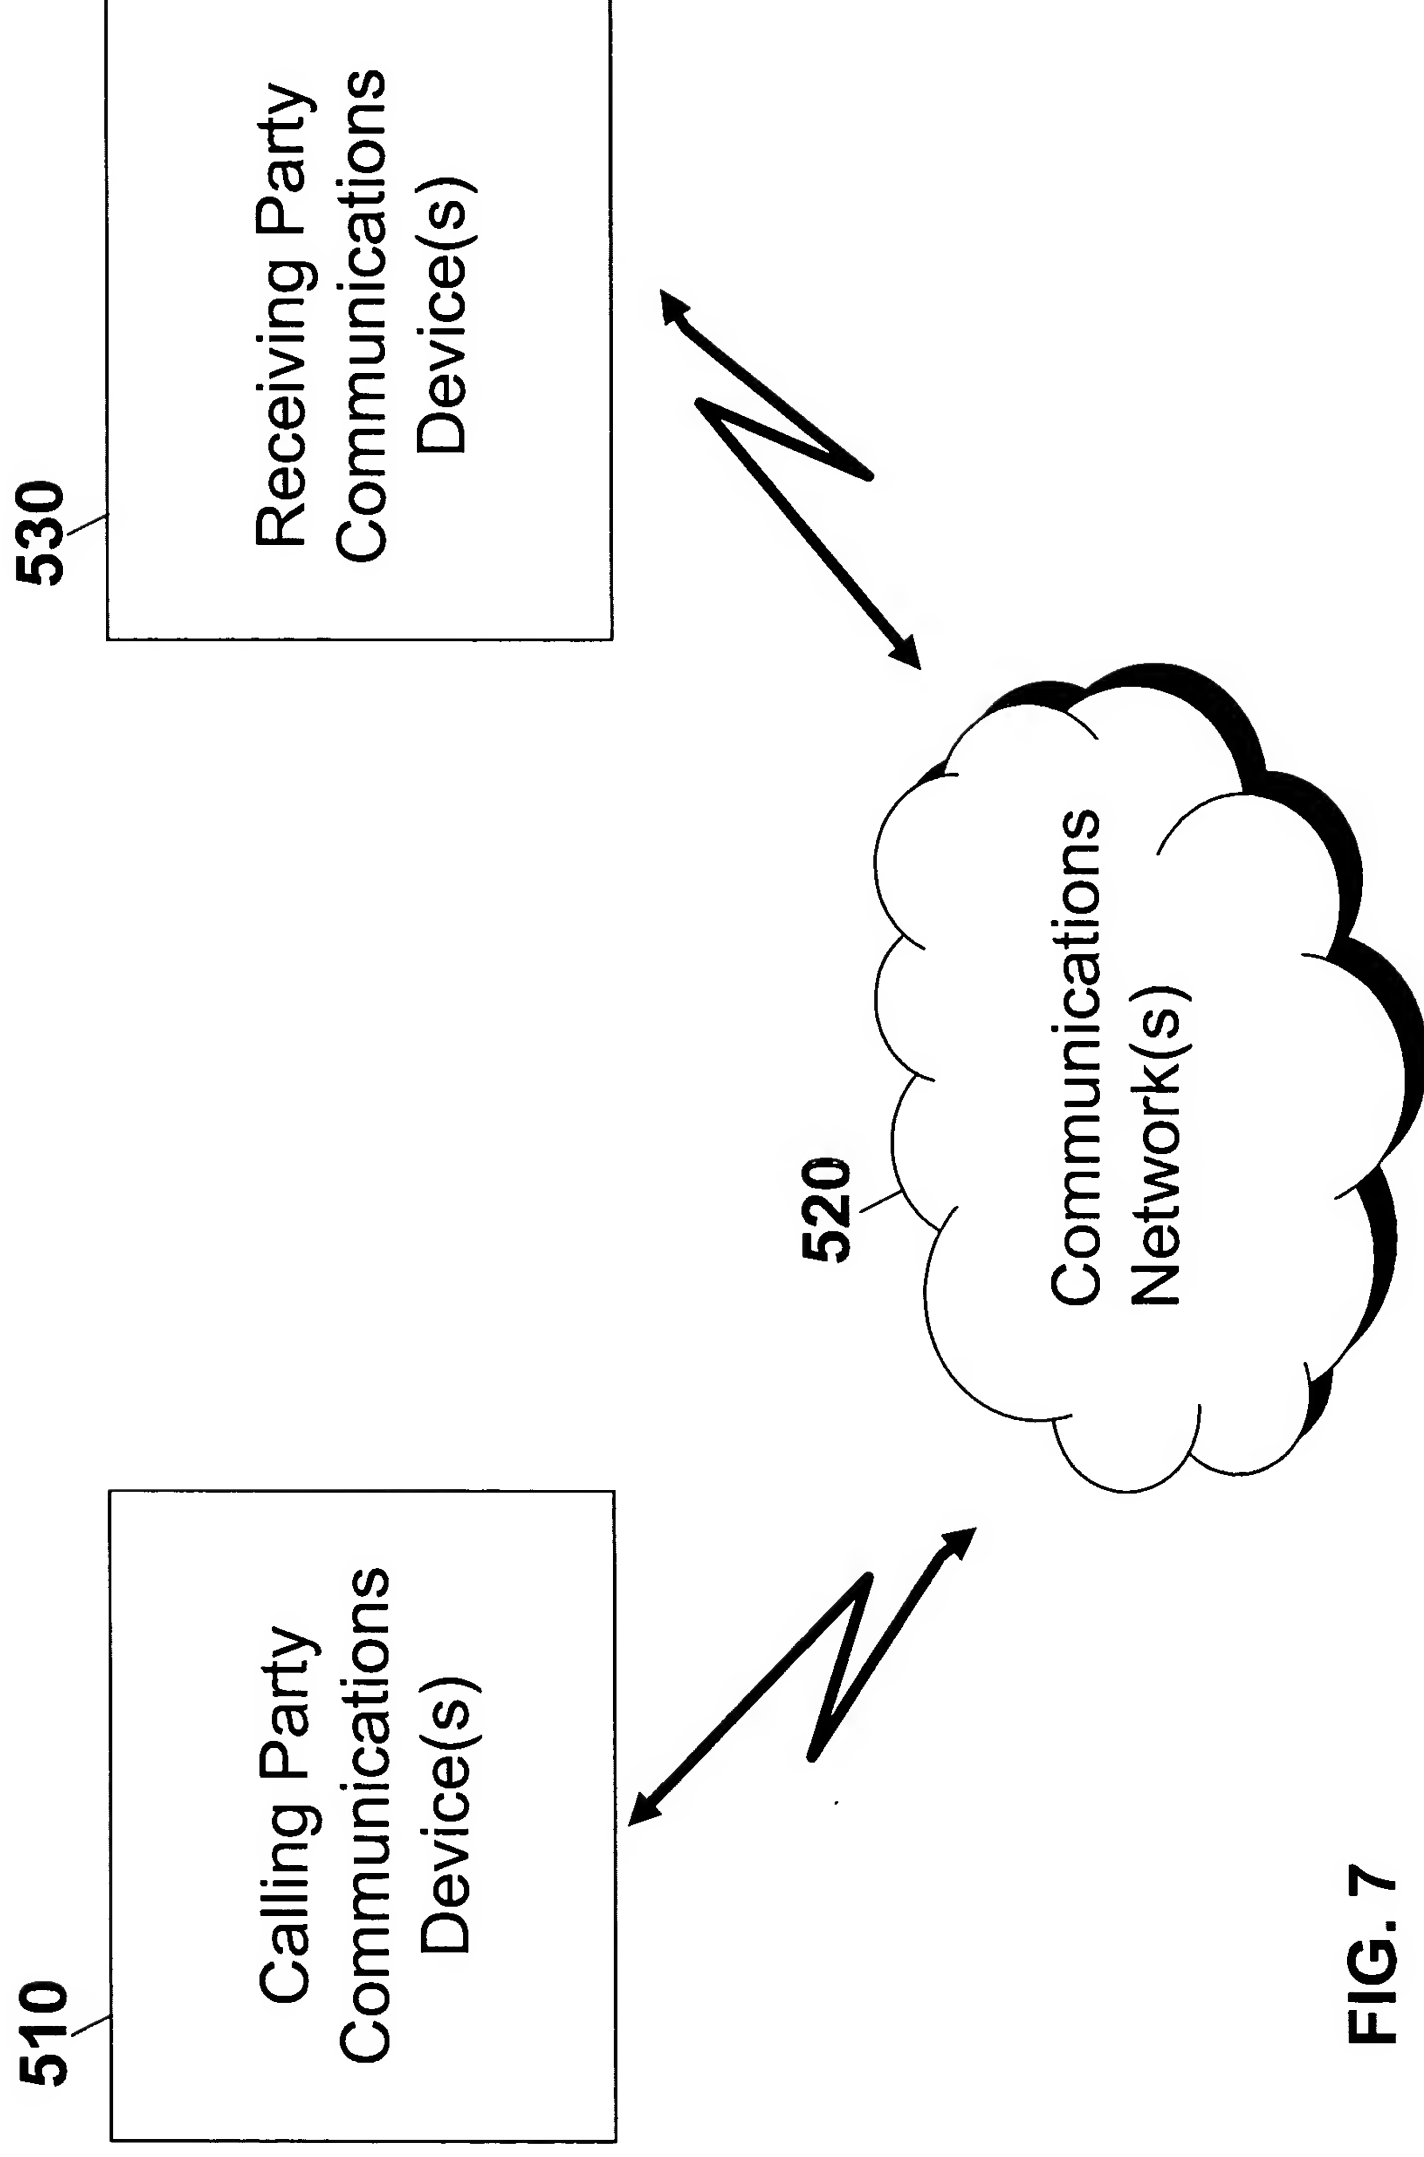 510
Calling Party
Communications
Device(s)
530
Receiving Party
Communications
Device(s)
520
Communications
Network(s)
FIG. 7